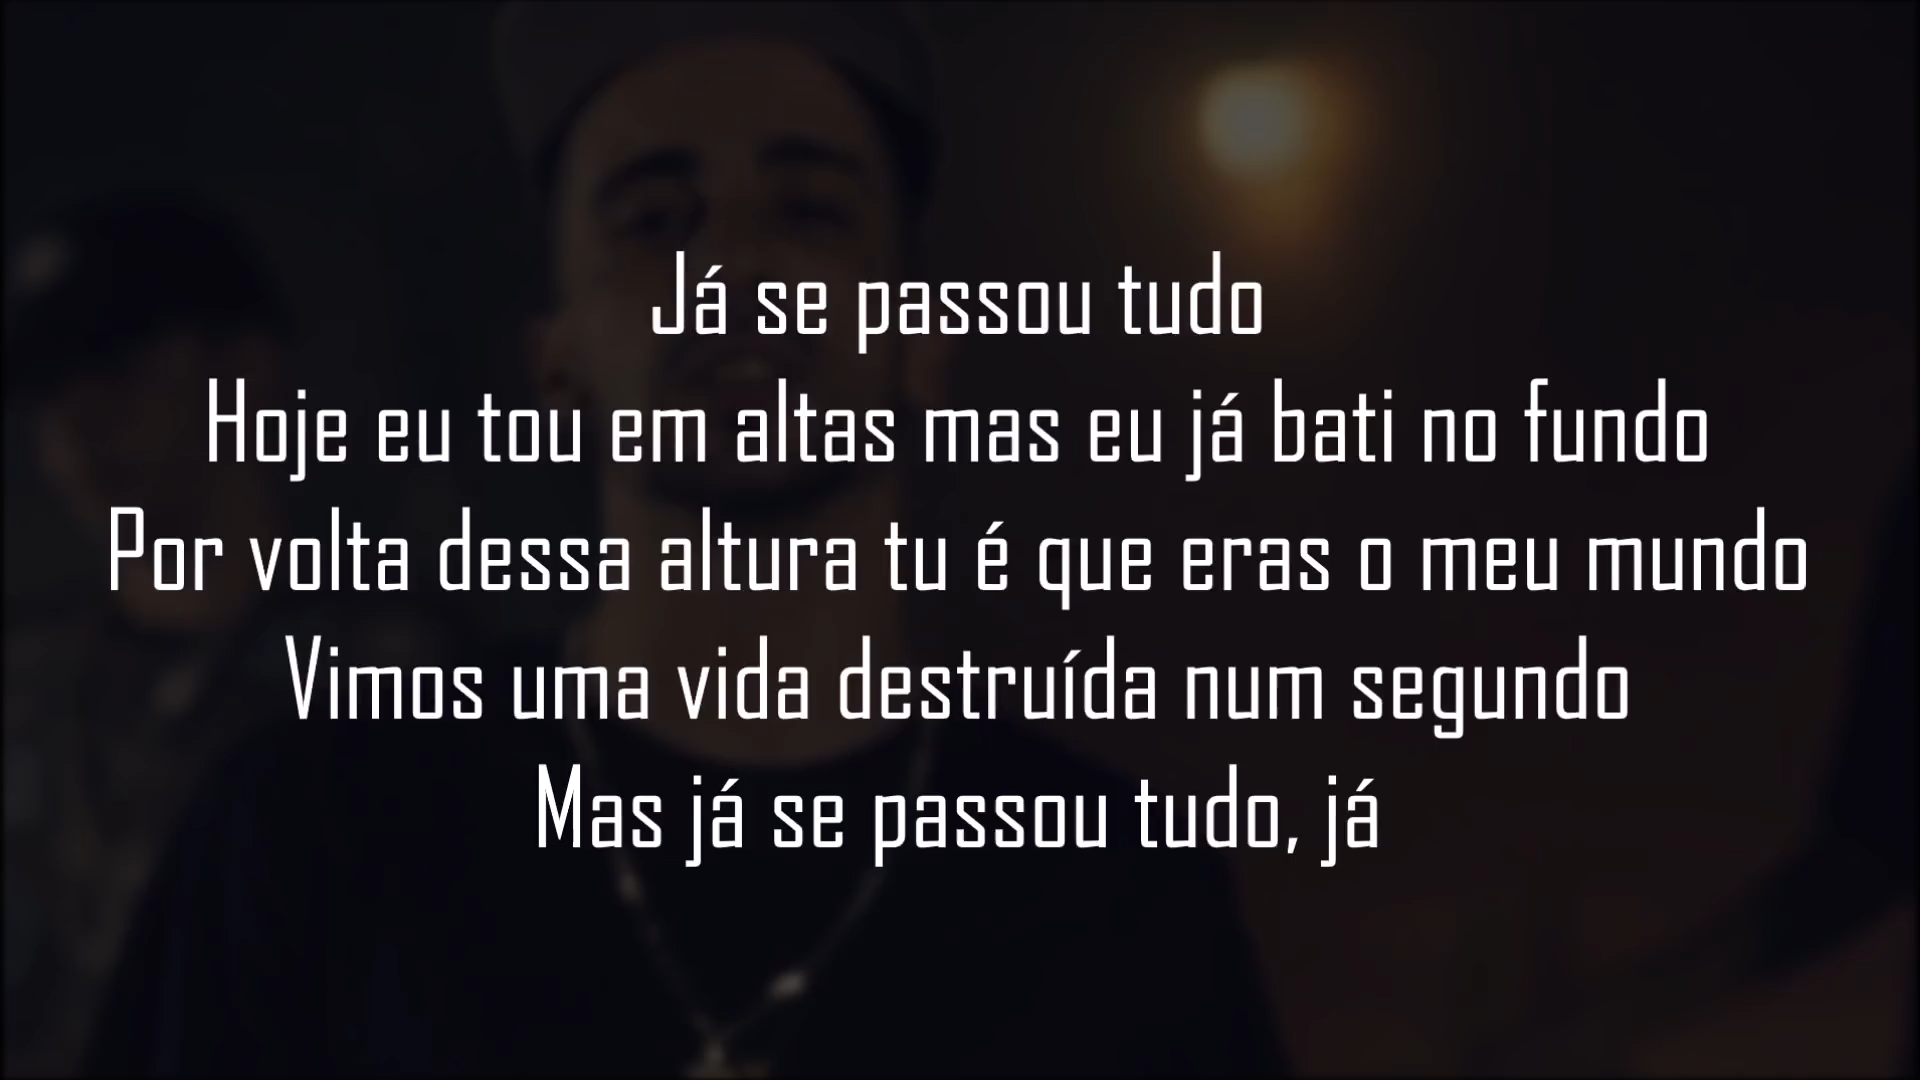 Já se passou tudo
Hoje eu tou em altas mas eu já bati no fundo
Por volta dessa altura tu é que eras o meu mundo
Vimos uma vida destruída num segundo
Mas já se passou tudo, já